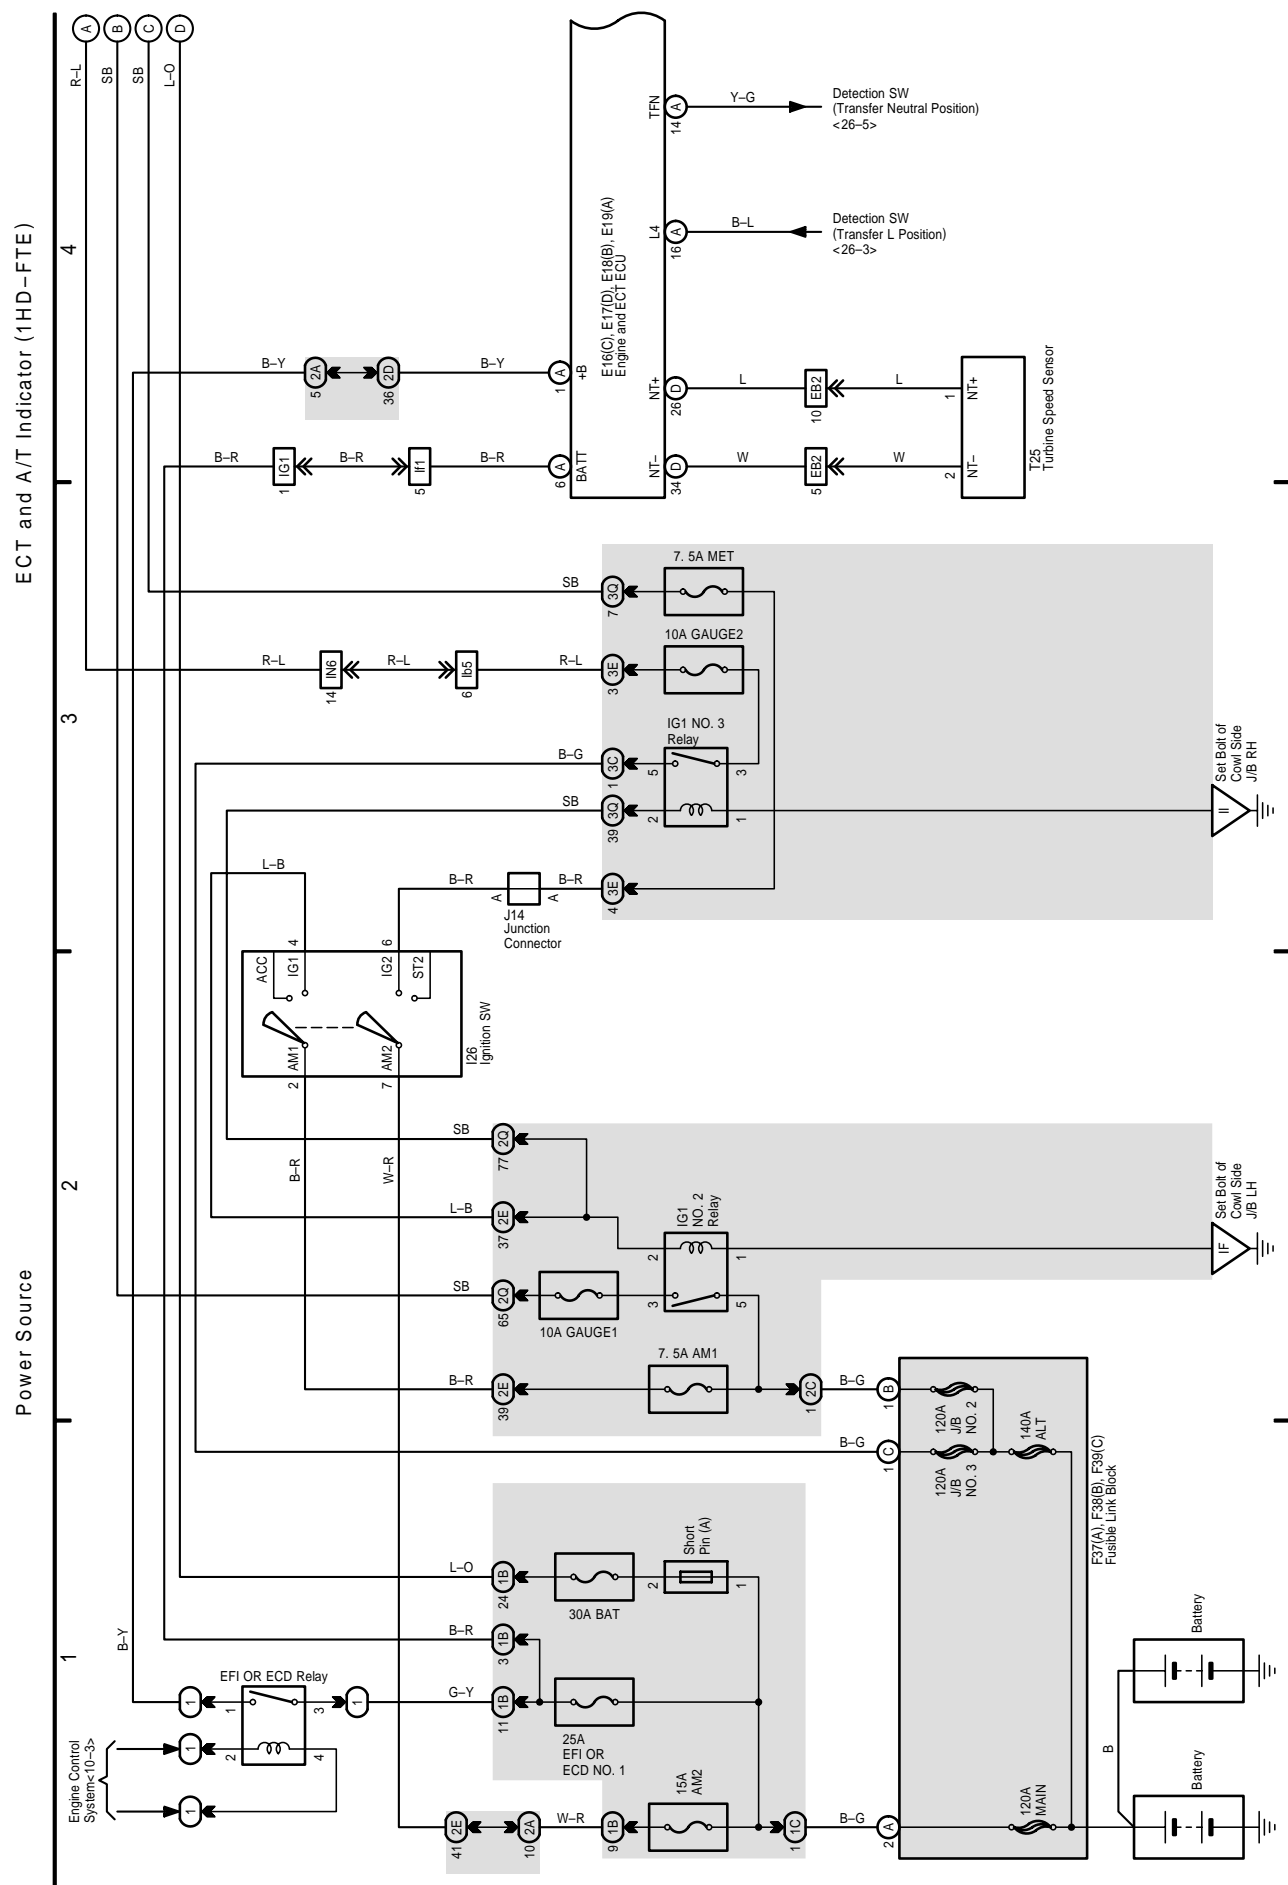 ECT and A/T Indicator (1HD–FTE)
Power Source
1
2
3
4
A
R–L
B
SB
C
SB
D
L–O
Engine Control
System<10–3>
1
1
1
1
EFI OR ECD Relay
1
2
3
4
B–Y
G–Y
B–R
L–O
11
1B
3
1B
24
1B
25A
EFI OR
ECD NO. 1
30A BAT
2
1
Short
Pin (A)
41
2E
10
2A
W–R
9
1B
15A
AM2
1
1C
B–G
2
A
120A
MAIN
Battery
B
Battery
F37(A), F38(B), F39(C)
Fusible Link Block
120A
J/B
NO. 3
120A
J/B
NO. 2
140A
ALT
1
C
B–G
1
B
B–G
1
2C
39
2E
B–R
7. 5A AM1
65
2Q
SB
10A GAUGE1
37
2E
L–B
77
2Q
SB
IG1
NO. 2
Relay
2
1
3
5
IF
Set Bolt of
Cowl Side
J/B LH
B–R
W–R
2
AM1
7
AM2
I26
Ignition SW
ACC
IG1
4
IG2
6
ST2
L–B
B–R
A
A
B–R
J14
Junction
Connector
4
3E
SB
39
3Q
B–G
1
3C
IG1 NO. 3
Relay
5
3
2
1
II
Set Bolt of
Cowl Side
J/B RH
R–L
14
IN6
R–L
6
Ib5
R–L
3
3E
10A GAUGE2
SB
7
3Q
7. 5A MET
B–R
1
IG1
B–R
5
If1
B–R
6
A
BATT
B–Y
5
2A
36
2D
B–Y
1
A
+B
E16(C), E17(D), E18(B), E19(A)
Engine and ECT ECU
NT–
34
D
W
5
EB2
W
2
NT–
NT+
26
D
L
10
EB2
L
1
NT+
T25
Turbine Speed Sensor
L4
16
A
B–L
Detection SW
(Transfer L Position)
<26–3>
TFN
14
A
Y–G
Detection SW
(Transfer Neutral Position)
<26–5>